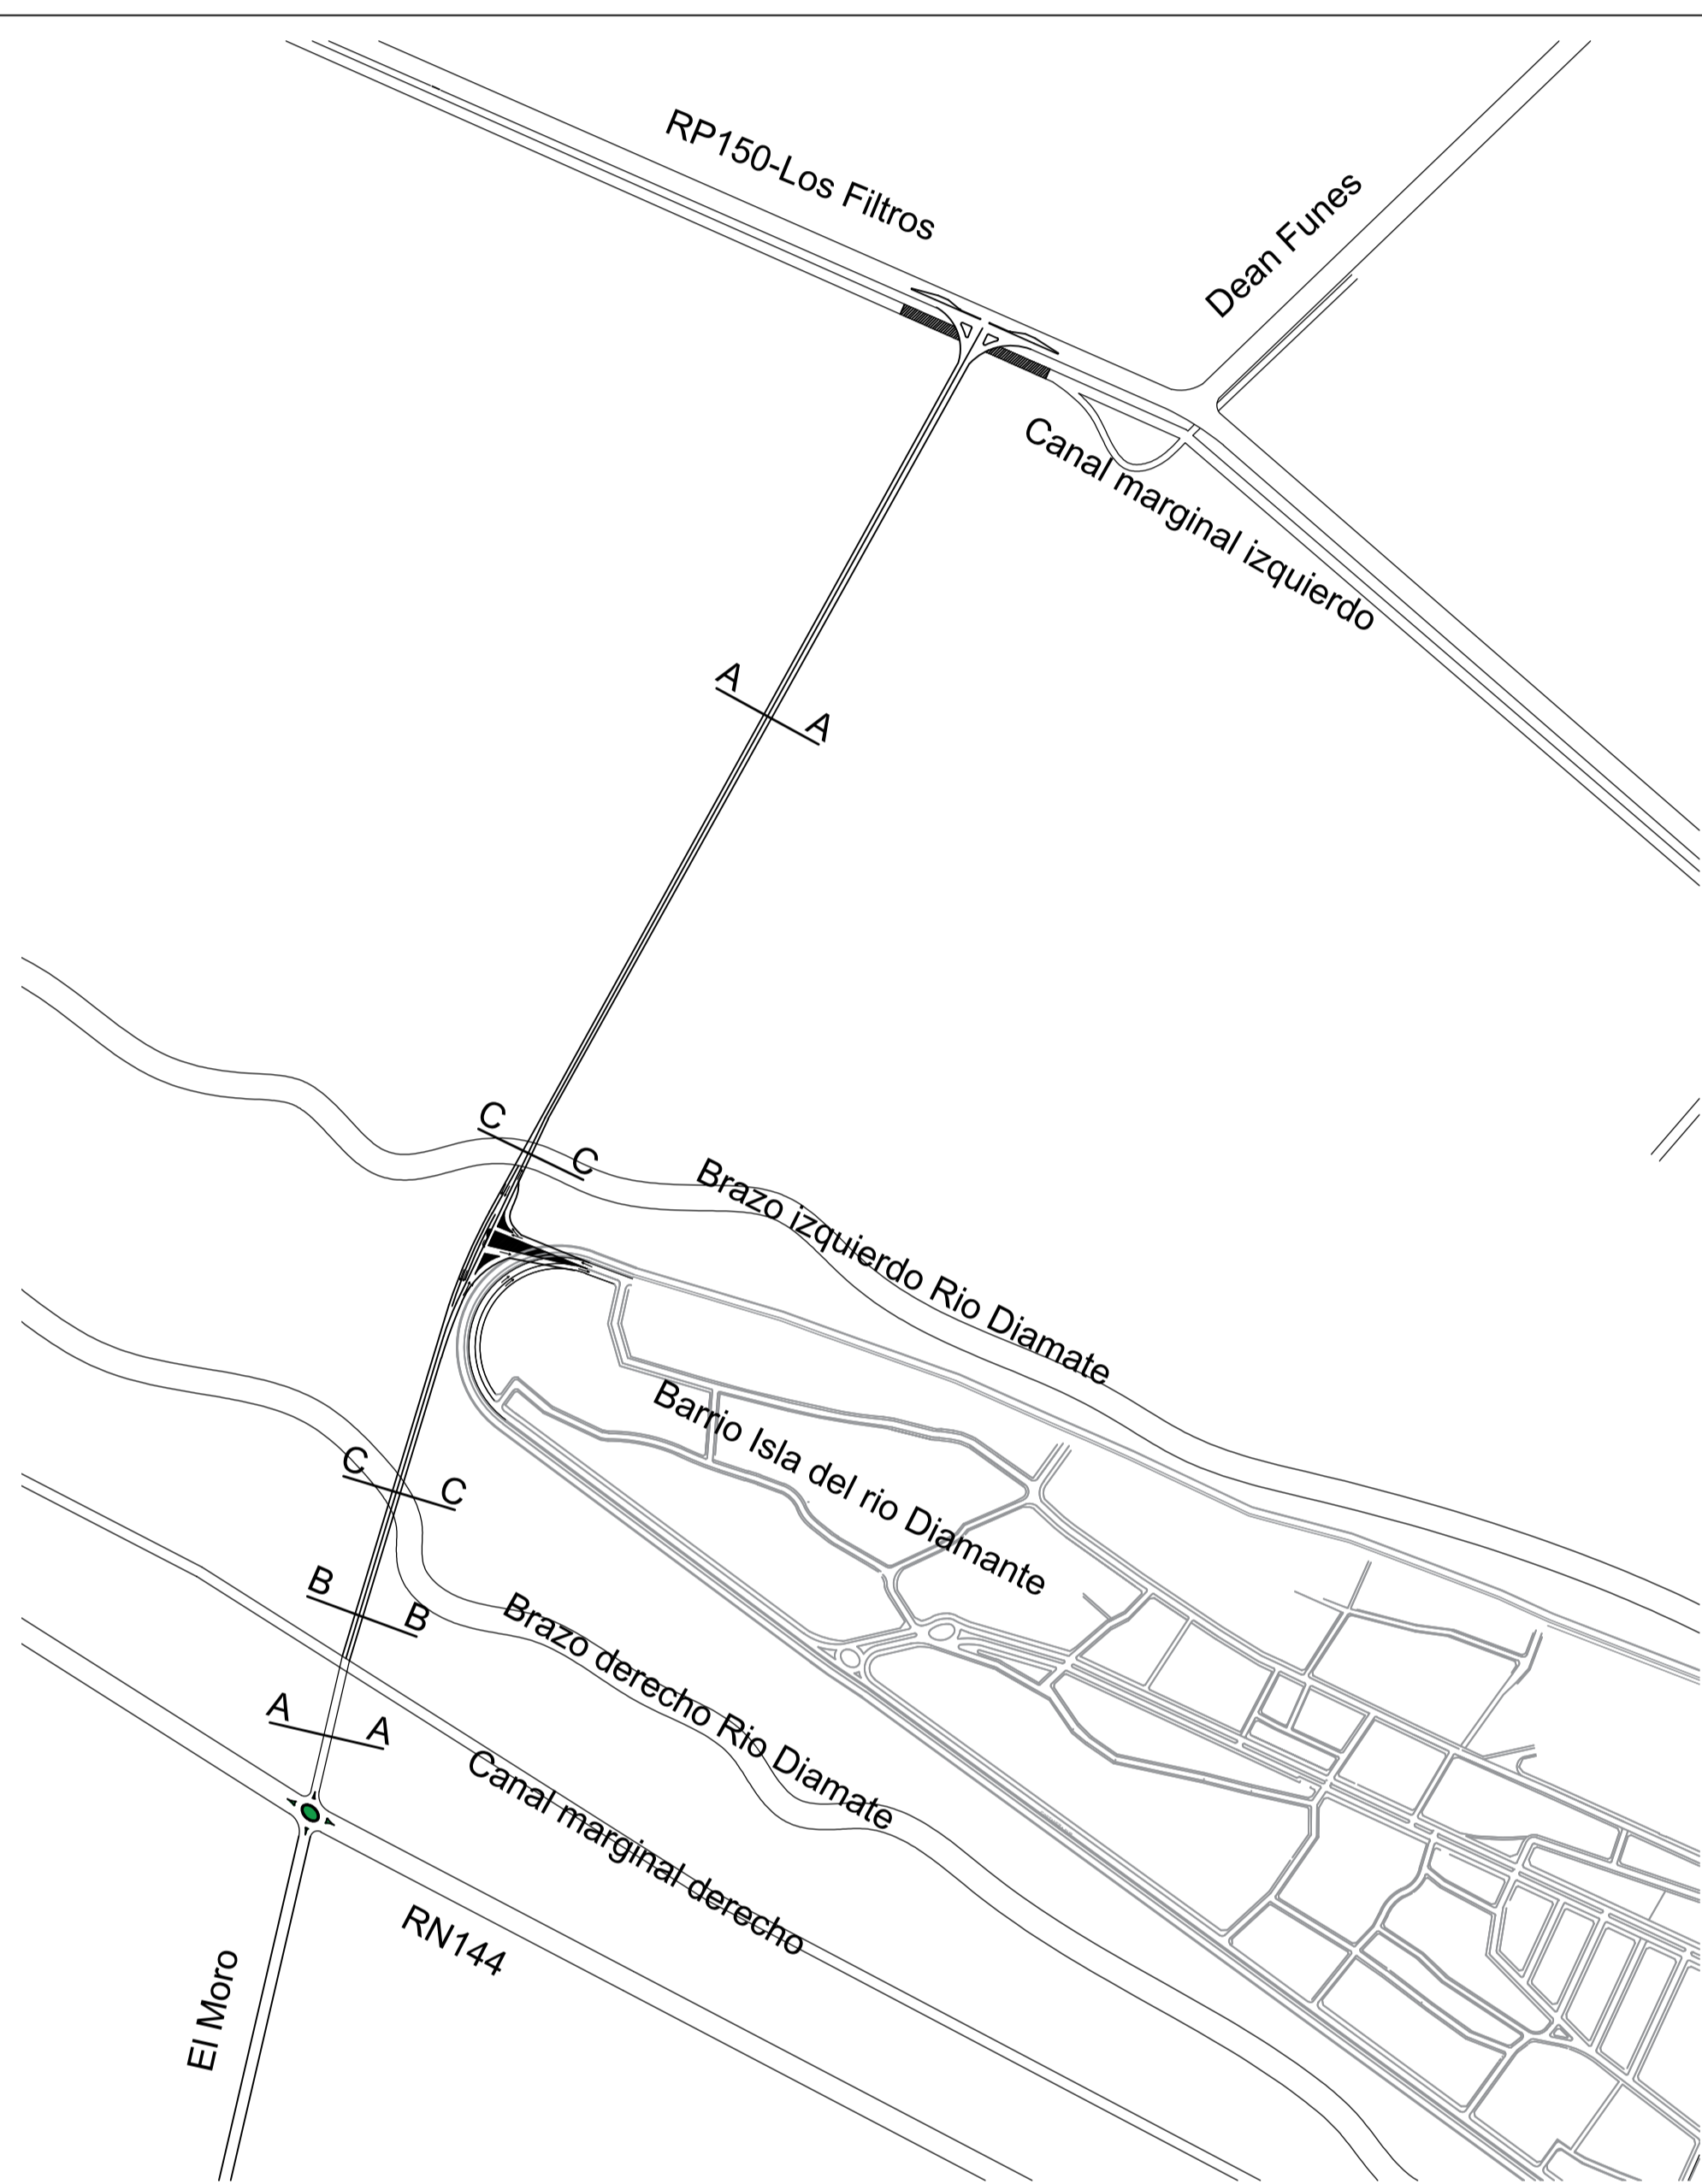 RP150-Los Filtros
Dean Funes
Canal marginal izquierdo
A
A
C
C
Brazo izquierdo Rio Diamate
Barrio Isla del rio Diamante
C
C
B
B
Brazo derecho Rio Diamate
A
A
Canal marginal derecho
RN144
El Moro